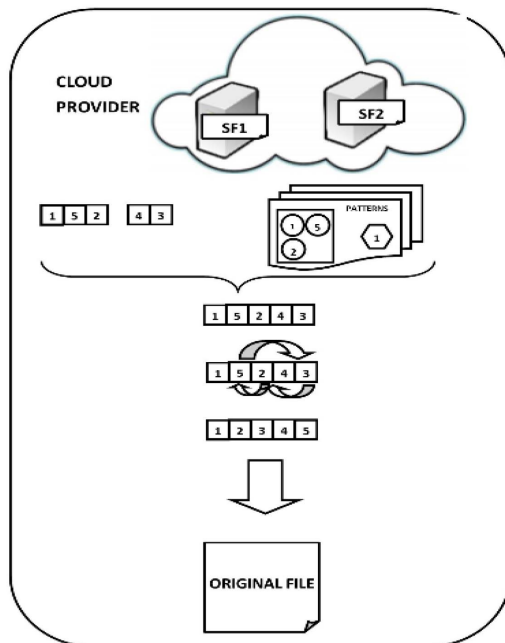 CLOUD
PROVIDER
SF1
SF2
1 5 2 4 3
PATTERNS
1 5
2
1
1 5 2 4 3
1 5 2 4 3
1 2 3 4 5
ORIGINAL FILE